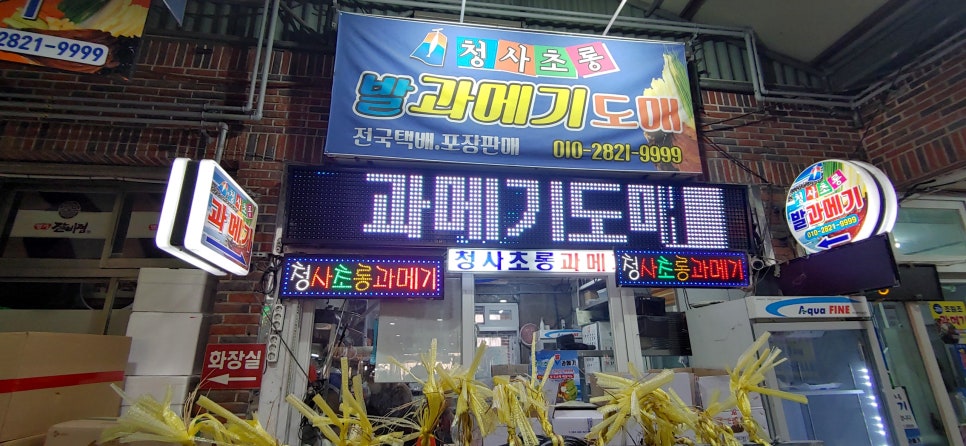 2821-9999
청사초롱
발과메기도매
전국택배.포장판매 010-2821-9999
과메기도매
청사초롱과메기
청사초롱과메
청사초롱과메기
과메기
청사초롱
발과메기
010-2821-9999
화장실
Aqua FINE